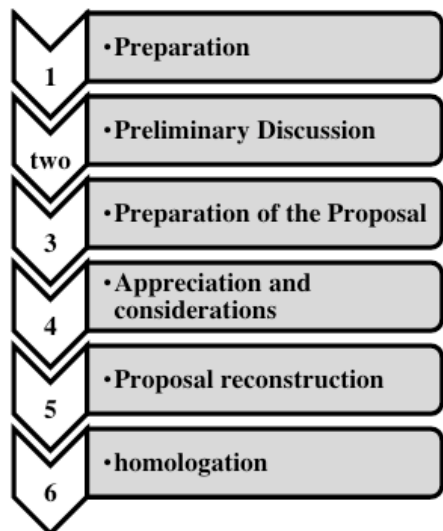 1
•Preparation
two
•Preliminary Discussion
3
•Preparation of the Proposal
4
•Appreciation and
considerations
5
•Proposal reconstruction
6
•homologation